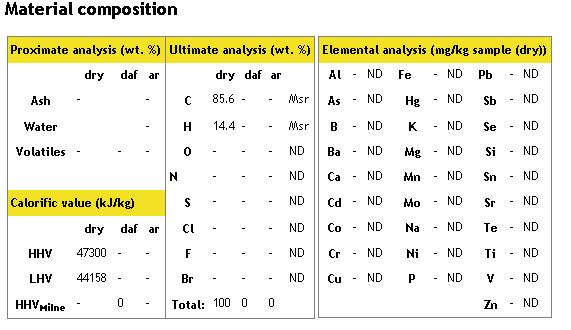 Material composition
Proximate analysis (wt. %) Ultimate analysis (wt. %) Elemental analysis (mg/kg sample (dry))
dry daf ar dry daf ar Al - ND Fe - ND Pb - ND
Ash - - C 85.6 - - Msr As - ND Hg - ND Sb - ND
Water - H 14.4 - - Msr B - ND K - ND Se - ND
Volatiles - - - O - - - ND Ba - ND Mg - ND Si - ND
N - - - ND Ca - ND Mn - ND Sn - ND
Calorific value (kJ/kg) S - - - ND Cd - ND Mo - ND Sr - ND
dry daf ar Cl - - - ND Co - ND Na - ND Te - ND
HHV 47300 - - F - - - ND Cr - ND Ni - ND Ti - ND
LHV 44158 - - Br - - - ND Cu - ND P - ND V - ND
HHVMilne - 0 - Total: 100 0 0 Zn - ND